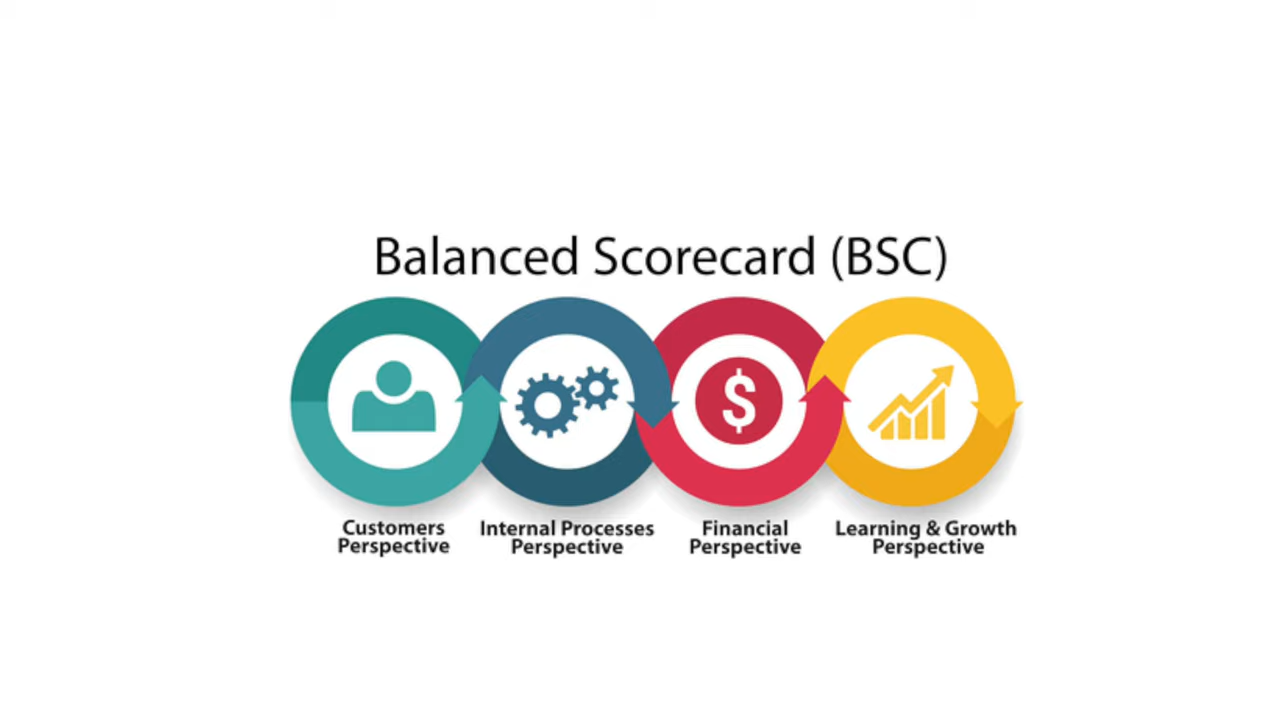 Balanced Scorecard (BSC)
$
Customers
Perspective
Internal Processes
Perspective
Financial
Perspective
Learning & Growth
Perspective